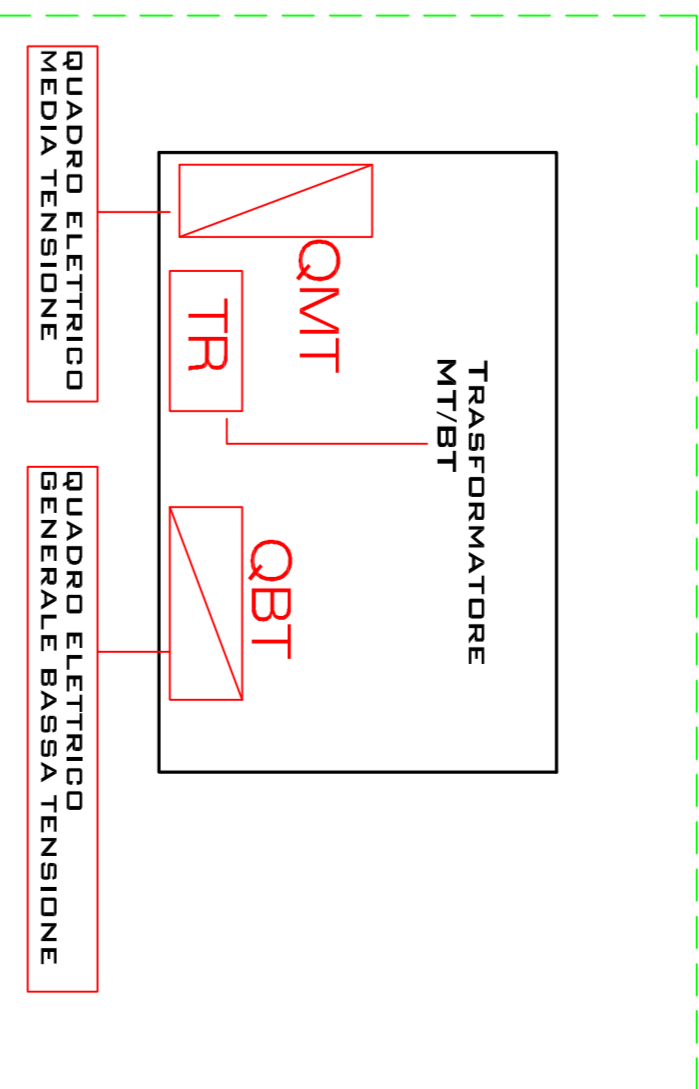 TRASFORMATORE
MT/BT
QMT
TR
QBT
QUADRO ELETTRICO
MEDIA TENSIONE
QUADRO ELETTRICO
GENERALE BASSA TENSIONE